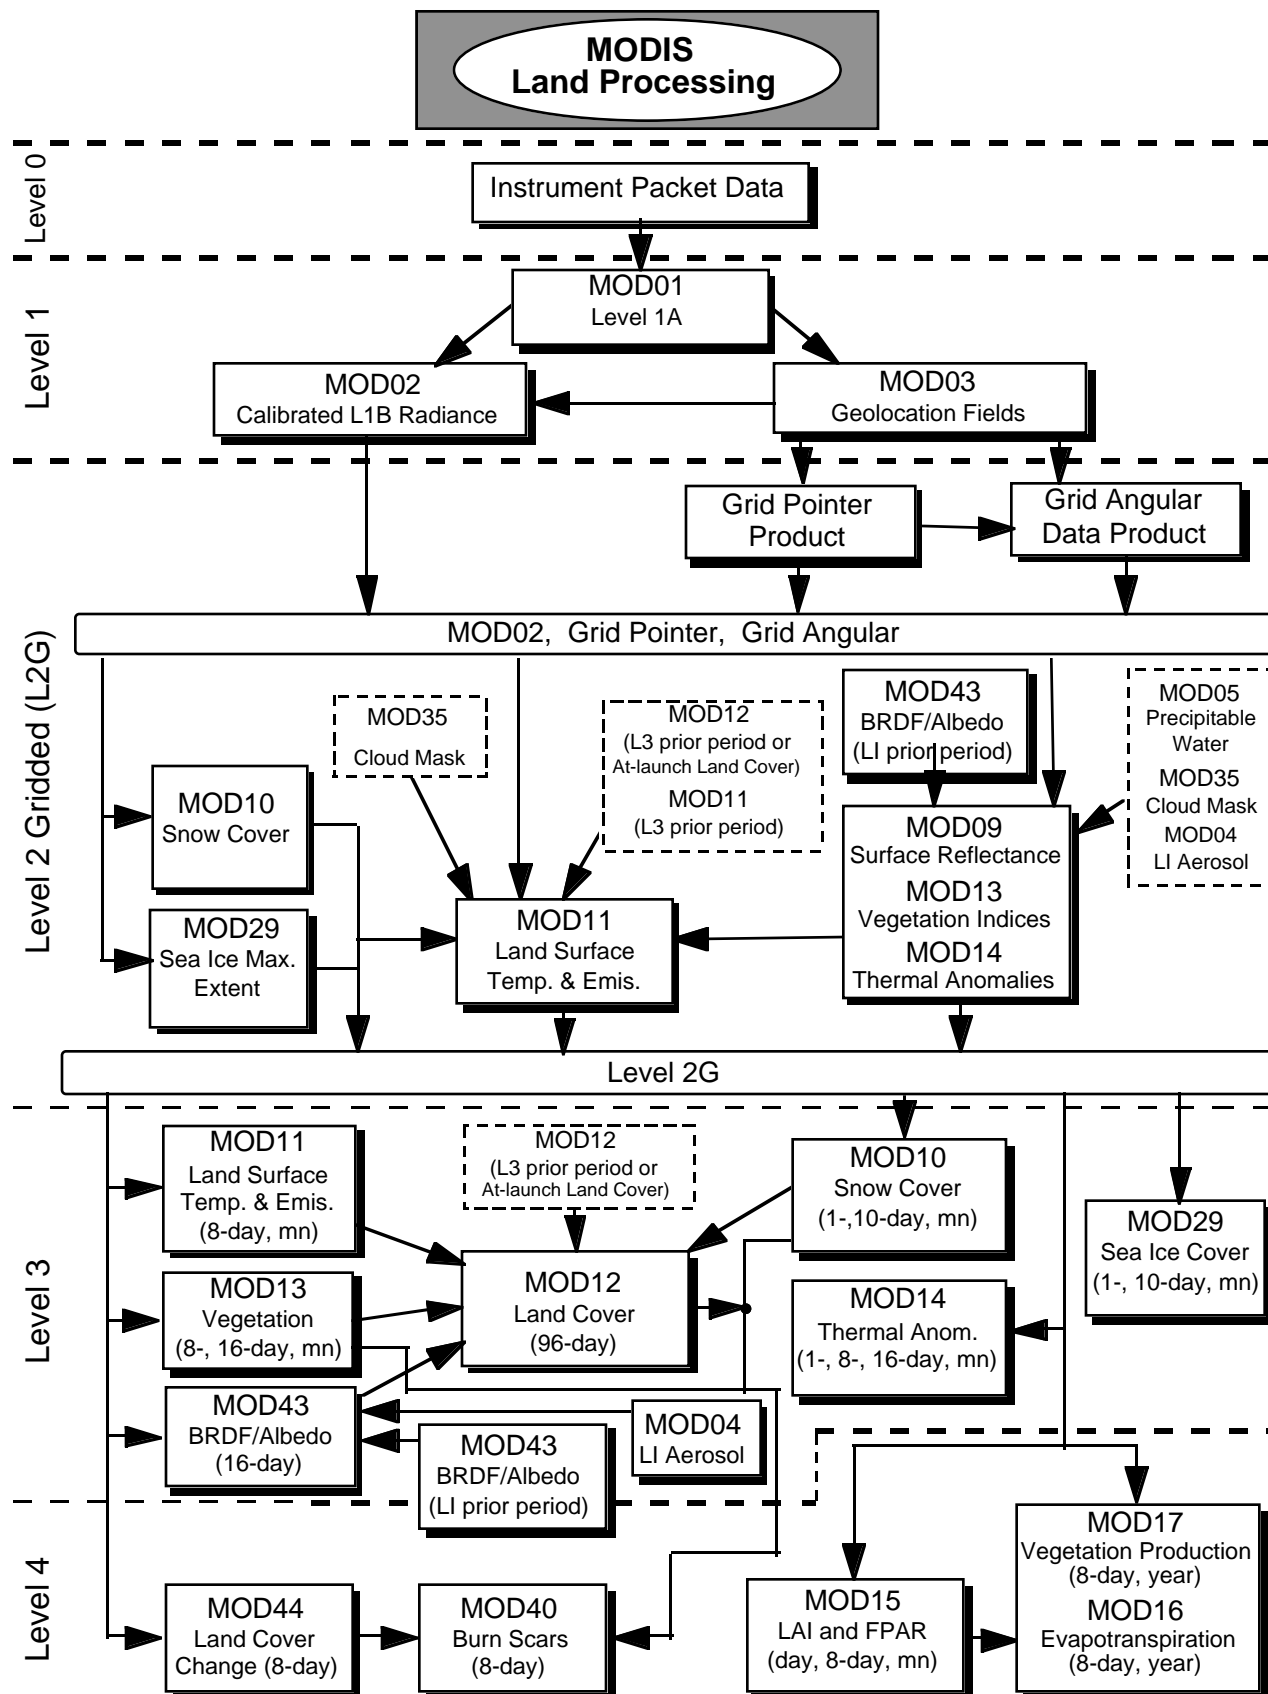 MODIS
Land Processing
Level 0
Instrument Packet Data
Level 1
MOD01
Level 1A
MOD02
Calibrated L1B Radiance
MOD03
Geolocation Fields
Grid Pointer
Product
Grid Angular
Data Product
Level 2 Gridded (L2G)
MOD02, Grid Pointer, Grid Angular
MOD35
Cloud Mask
MOD12
(L3 prior period or
At-launch Land Cover)
MOD11
(L3 prior period)
MOD43
BRDF/Albedo
(LI prior period)
MOD05
Precipitable
Water
MOD35
Cloud Mask
MOD04
LI Aerosol
MOD10
Snow Cover
MOD29
Sea Ice Max.
Extent
MOD11
Land Surface
Temp. & Emis.
MOD09
Surface Reflectance
MOD13
Vegetation Indices
MOD14
Thermal Anomalies
Level 2G
Level 3
MOD11
Land Surface
Temp. & Emis.
(8-day, mn)
MOD12
(L3 prior period or
At-launch Land Cover)
MOD10
Snow Cover
(1-,10-day, mn)
MOD29
Sea Ice Cover
(1-, 10-day, mn)
MOD13
Vegetation
(8-, 16-day, mn)
MOD12
Land Cover
(96-day)
MOD14
Thermal Anom.
(1-, 8-, 16-day, mn)
MOD43
BRDF/Albedo
(16-day)
MOD43
BRDF/Albedo
(LI prior period)
MOD04
LI Aerosol
Level 4
MOD44
Land Cover
Change (8-day)
MOD40
Burn Scars
(8-day)
MOD15
LAI and FPAR
(day, 8-day, mn)
MOD17
Vegetation Production
(8-day, year)
MOD16
Evapotranspiration
(8-day, year)